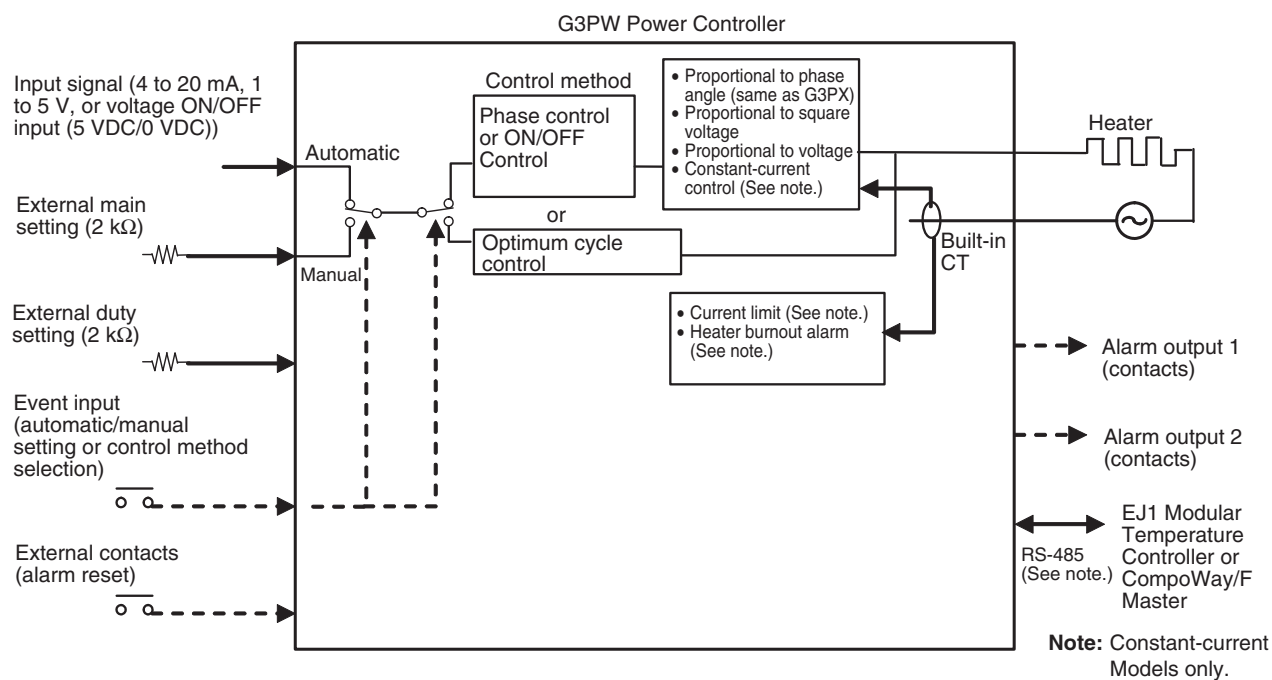 G3PW Power Controller
Input signal (4 to 20 mA, 1
to 5 V, or voltage ON/OFF
input (5 VDC/0 VDC))
Automatic
External main
setting (2 kΩ)
Manual
External duty
setting (2 kΩ)
Event input
(automatic/manual
setting or control method
selection)
External contacts
(alarm reset)
Control method
Phase control
or ON/OFF
Control
or
Optimum cycle
control
• Proportional to phase
angle (same as G3PX)
• Proportional to square
voltage
• Proportional to voltage
• Constant-current
control (See note.)
Built-in
CT
• Current limit (See note.)
• Heater burnout alarm
(See note.)
Heater
Alarm output 1
(contacts)
Alarm output 2
(contacts)
RS-485
(See note.)
EJ1 Modular
Temperature
Controller or
CompoWay/F
Master
Note: Constant-current
Models only.